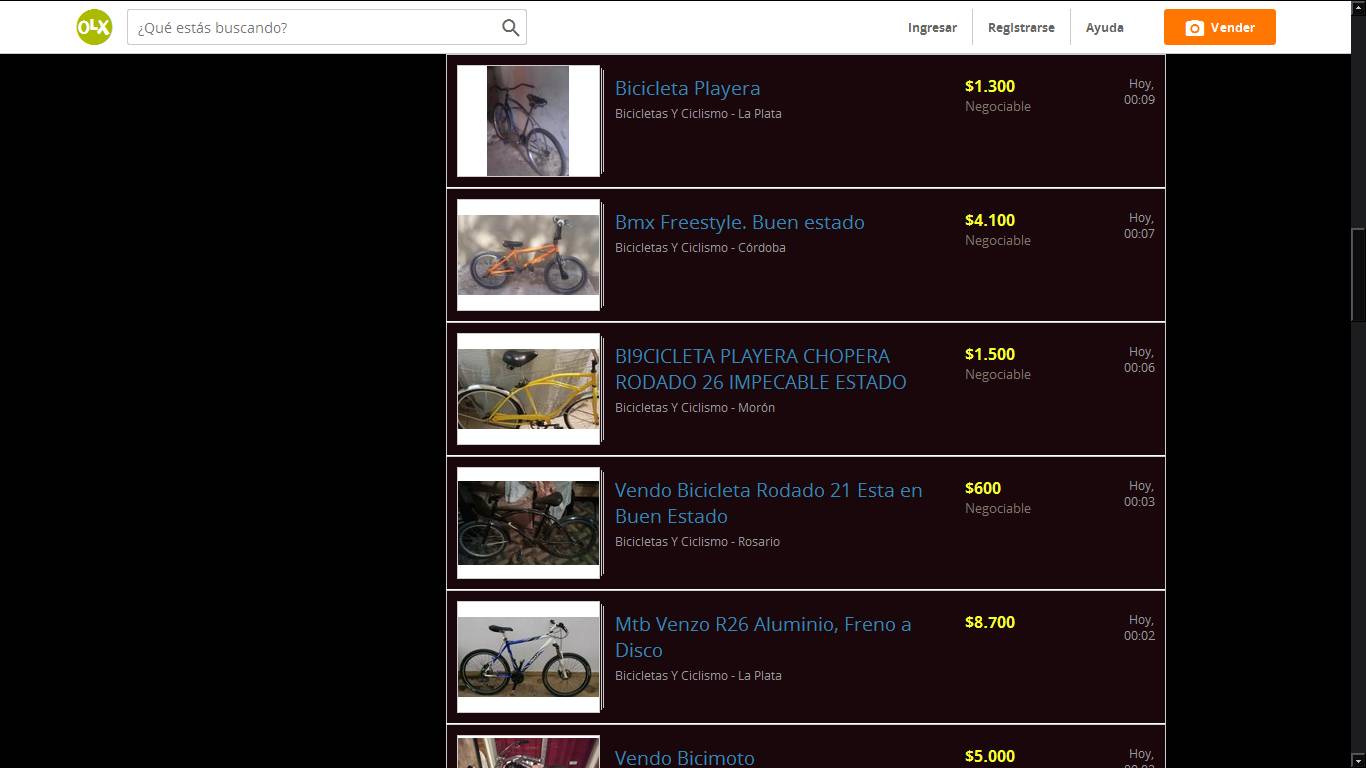 OLX
¿Qué estás buscando?
Ingresar
Registrarse
Ayuda
Vender
Bicicleta Playera
Bicicletas Y Ciclismo - La Plata
$1.300
Negociable
Hoy,
00:09
Bmx Freestyle. Buen estado
Bicicletas Y Ciclismo - Córdoba
$4.100
Negociable
Hoy,
00:07
BI9CICLETA PLAYERA CHOPERA
RODADO 26 IMPECABLE ESTADO
Bicicletas Y Ciclismo - Morón
$1.500
Negociable
Hoy,
00:06
Vendo Bicicleta Rodado 21 Esta en
Buen Estado
Bicicletas Y Ciclismo - Rosario
$600
Negociable
Hoy,
00:03
Mtb Venzo R26 Aluminio, Freno a
Disco
Bicicletas Y Ciclismo - La Plata
$8.700
Hoy,
00:02
Vendo Bicimoto
$5.000
Hoy,